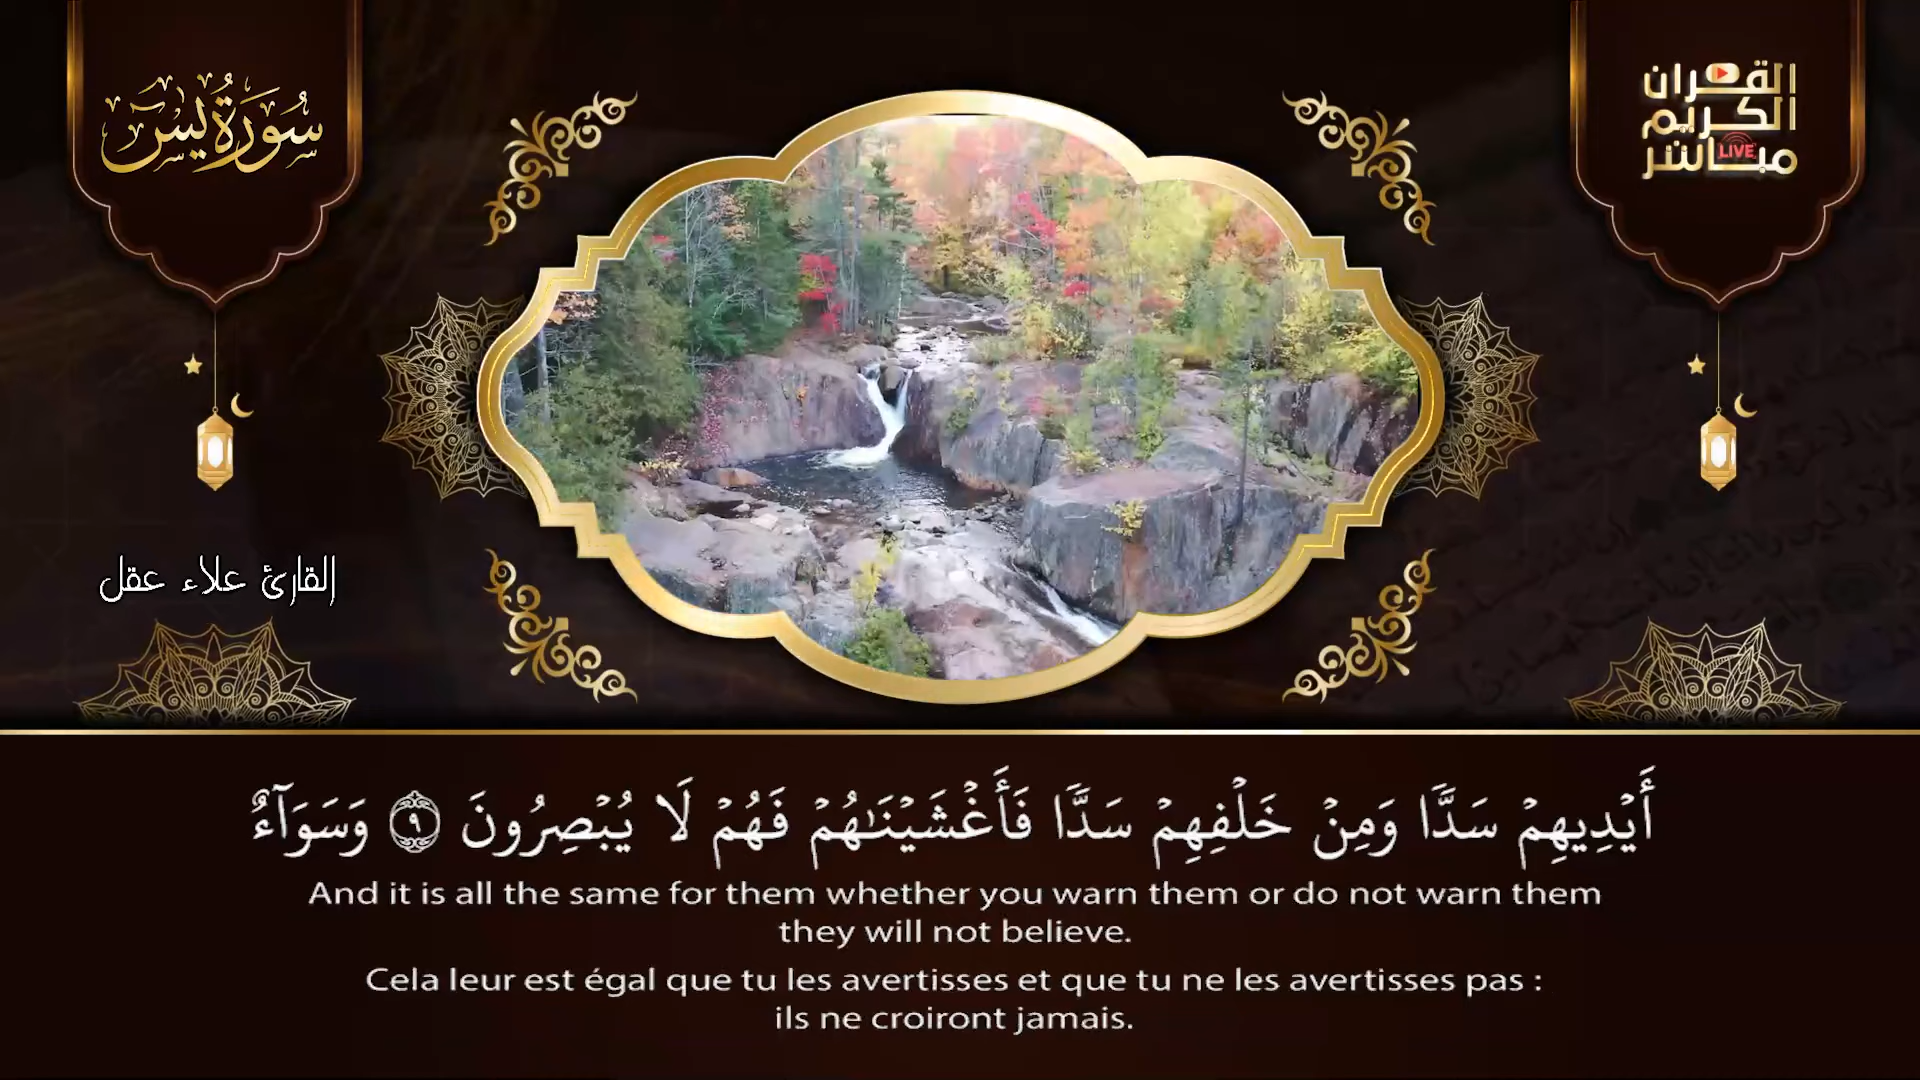 سُورَةُ يسٓ
القرآن
الكريم
مباشر
LIVE
القارئ علاء عقل
أَيۡدِيهِمۡ سَدّٗا وَمِنۡ خَلۡفِهِمۡ سَدّٗا فَأَغۡشَيۡنَٰهُمۡ فَهُمۡ لَا يُبۡصِرُونَ ٩ وَسَوَآءٌ
And it is all the same for them whether you warn them or do not warn them
they will not believe.
Cela leur est égal que tu les avertisses et que tu ne les avertisses pas :
ils ne croiront jamais.